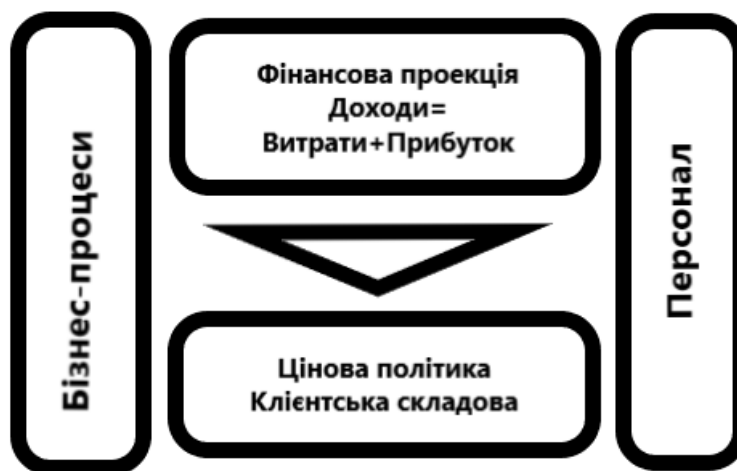 Бізнес-процеси
Фінансова проекція
Доходи=
Витрати+Прибуток
Цінова політика
Клієнтська складова
Персонал